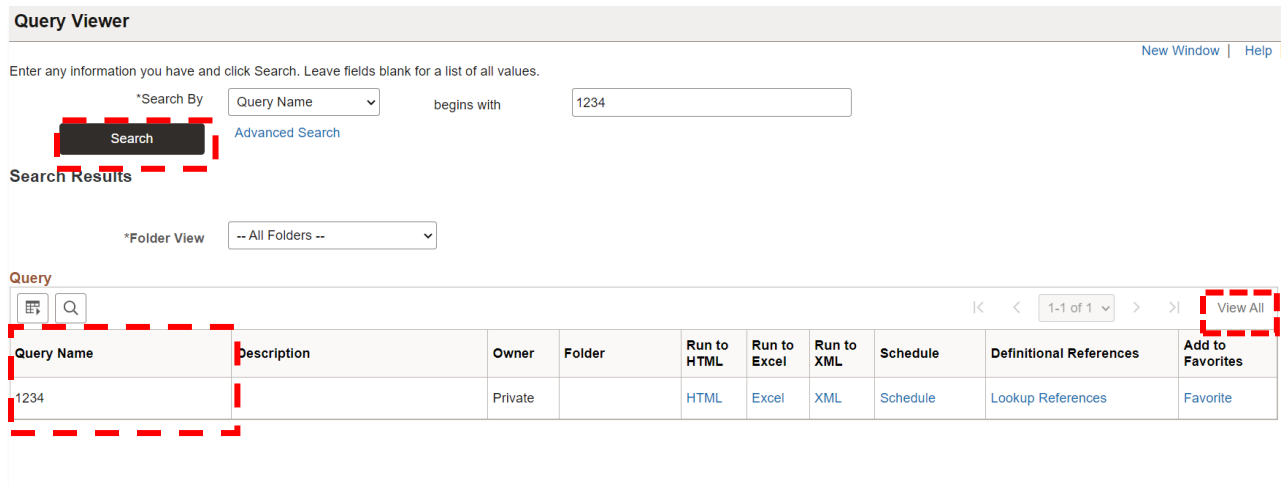 Query Viewer
New Window | Help
Enter any information you have and click Search. Leave fields blank for a list of all values.
*Search By Query Name begins with 1234
Search Advanced Search
Search Results
*Folder View -- All Folders --
Query
1-1 of 1 View All
Query Name Description Owner Folder Run to HTML Run to Excel Run to XML Schedule Definitional References Add to Favorites
1234 Private HTML Excel XML Schedule Lookup References Favorite